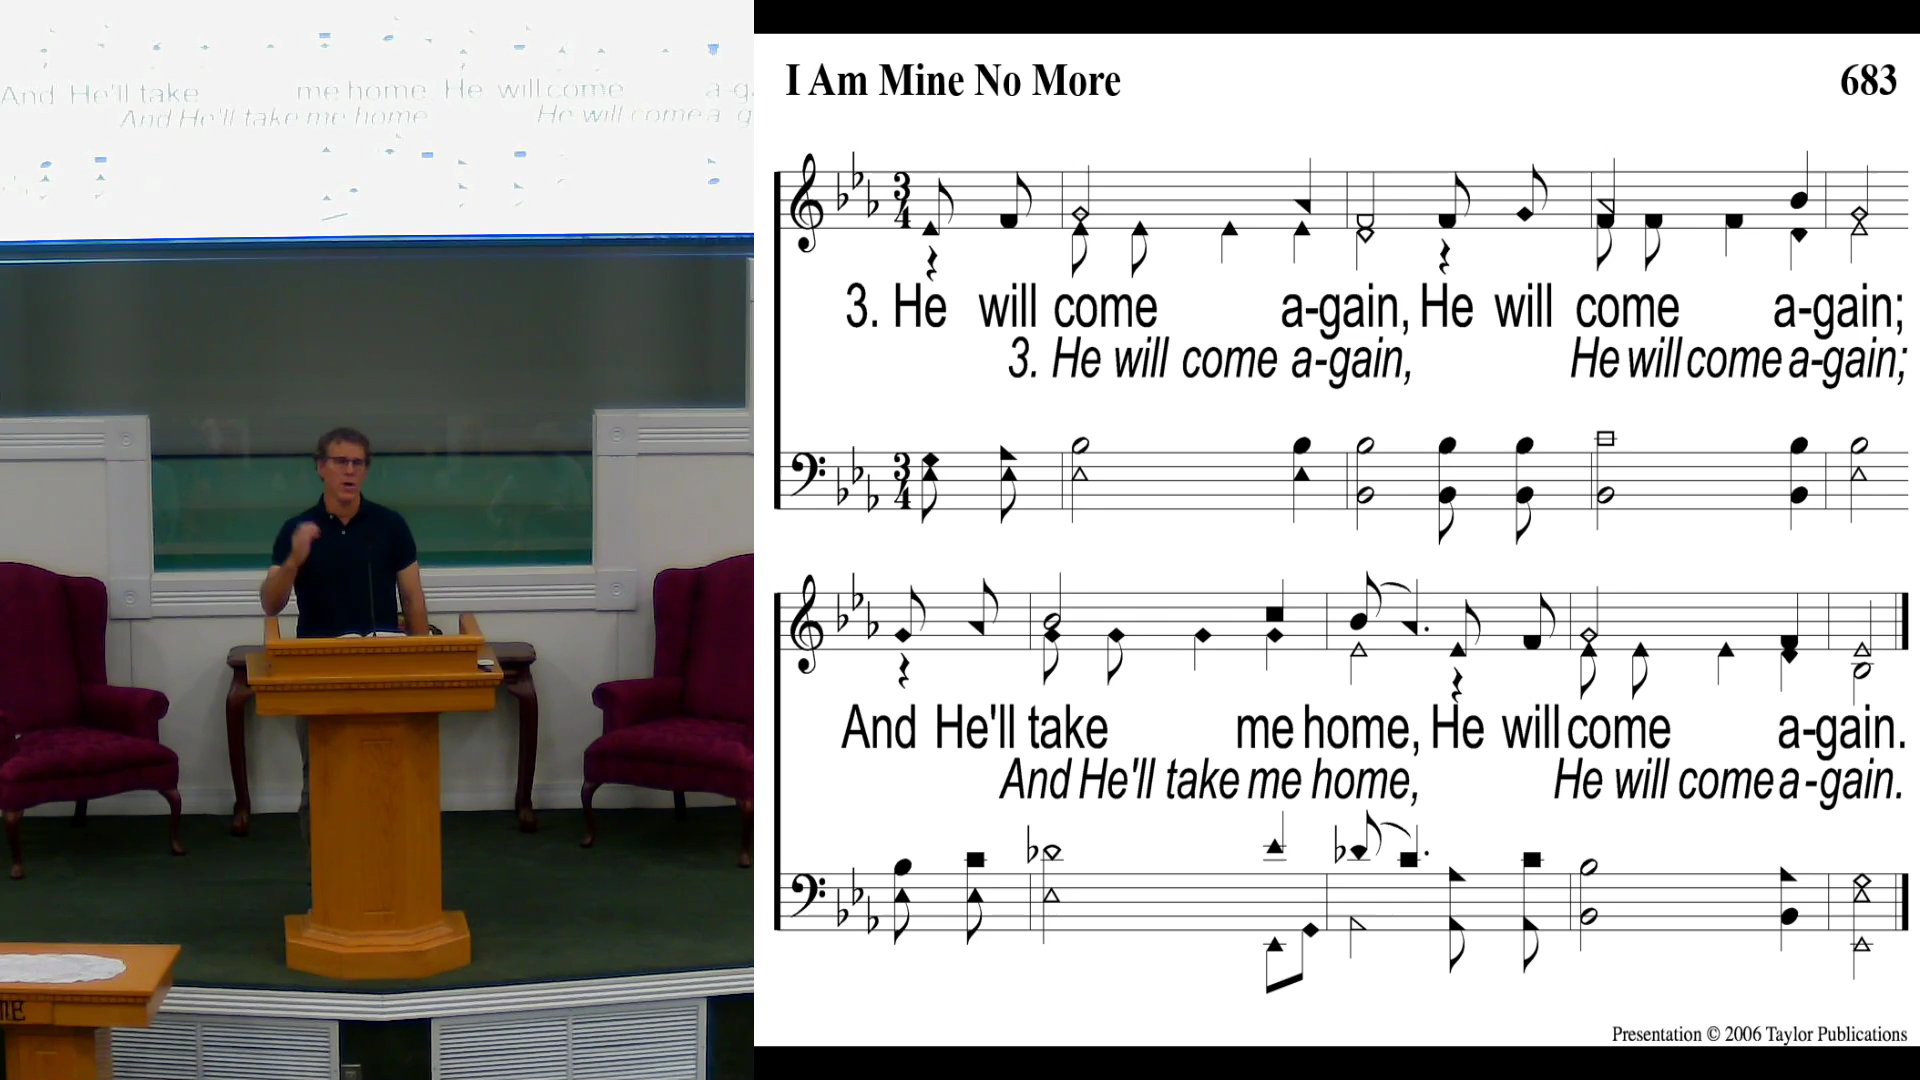 And He'll take me home, He will come
And He'll take me home He will come a-g
ME
I Am Mine No More 683
3. He will come a-gain, He will come a-gain;
3. He will come a-gain, He will come a-gain;
And He'll take me home, He will come a-gain.
And He'll take me home, He will come a-gain.
Presentation © 2006 Taylor Publications